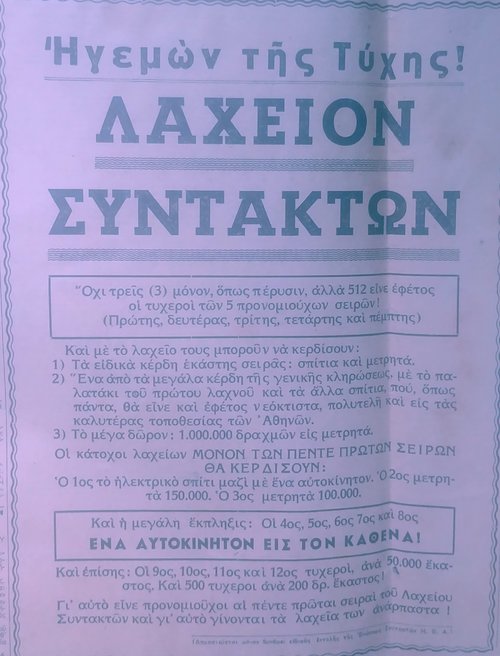 Ἡγεμὼν τῆς Τύχης!
ΛΑΧΕΙΟΝ
ΣΥΝΤΑΚΤΩΝ
Ὄχι τρεῖς (3) μόνον, ὅπως πέρυσιν, ἀλλὰ 512 εἶνε ἐφέτος
οἱ τυχεροὶ τῶν 5 προνομιούχων σειρῶν!
(Πρώτης, δευτέρας, τρίτης, τετάρτης καὶ πέμπτης)
Καὶ μὲ τὸ λαχεῖο τους μποροῦν νὰ κερδίσουν:
1) Τὰ εἰδικὰ κέρδη ἑκάστης σειρᾶς: σπίτια καὶ μετρητά.
2) Ἕνα ἀπὸ τὰ μεγάλα κέρδη τῆς γενικῆς κληρώσεως, μὲ τὸ πα-
λατάκι τοῦ πρώτου λαχνοῦ καὶ τὰ ἄλλα σπίτια, πού, ὅπως
πάντα, θὰ εἶνε καὶ ἐφέτος νεόκτιστα, πολυτελῆ καὶ εἰς τὰς
καλυτέρας τοποθεσίας τῶν Ἀθηνῶν.
3) Τὸ μέγα δῶρον: 1.000.000 δραχμῶν εἰς μετρητά.
Οἱ κάτοχοι λαχείων ΜΟΝΟΝ ΤΩΝ ΠΕΝΤΕ ΠΡΩΤΩΝ ΣΕΙΡΩΝ
ΘΑ ΚΕΡΔΙΣΟΥΝ:
Ὁ 1ος τὸ ἠλεκτρικὸ σπίτι μαζὶ μὲ ἕνα αὐτοκίνητον. Ὁ 2ος μετρη-
τὰ 150.000. Ὁ 3ος μετρητὰ 100.000.
Καὶ ἡ μεγάλη ἔκπληξις: Οἱ 4ος, 5ος, 6ος 7ος καὶ 8ος
ΕΝΑ ΑΥΤΟΚΙΝΗΤΟΝ ΕΙΣ ΤΟΝ ΚΑΘΕΝΑ!
Καὶ ἐπίσης: Οἱ 9ος, 10ος, 11ος καὶ 12ος τυχεροί, ἀνὰ 50.000 ἕκα-
στος. Καὶ 500 τυχεροὶ ἀνὰ 200 δρ. ἕκαστος!
Γι' αὐτὸ εἶνε προνομιοῦχοι αἱ πέντε πρῶται σειραὶ τοῦ Λαχείου
Συντακτῶν καὶ γι' αὐτὸ γίνονται τὰ λαχεῖα των ἀνάρπαστα!